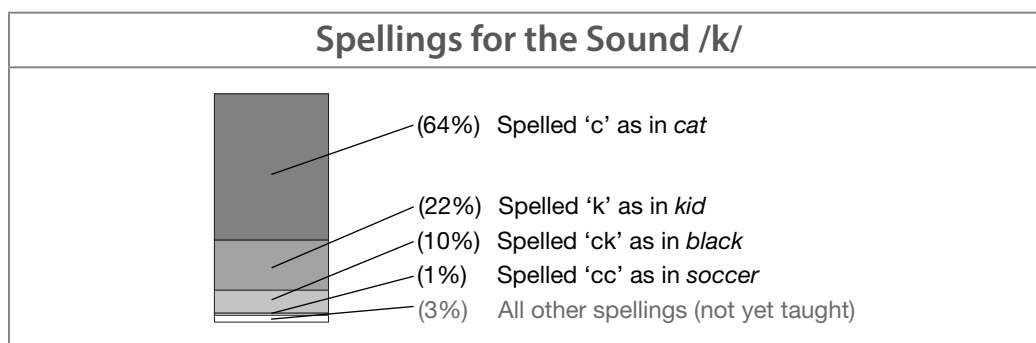 Spellings for the Sound /k/
(64%) Spelled ‘c’ as in cat
(22%) Spelled ‘k’ as in kid
(10%) Spelled ‘ck’ as in black
(1%) Spelled ‘cc’ as in soccer
(3%) All other spellings (not yet taught)